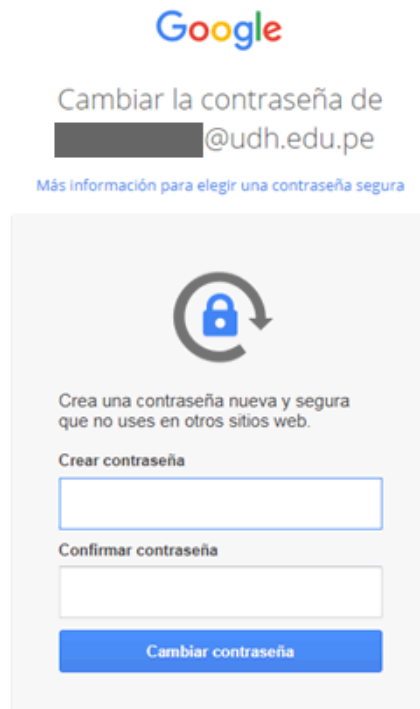 Google
Cambiar la contraseña de
@udh.edu.pe
Más información para elegir una contraseña segura
Crea una contraseña nueva y segura
que no uses en otros sitios web.
Crear contraseña
Confirmar contraseña
Cambiar contraseña